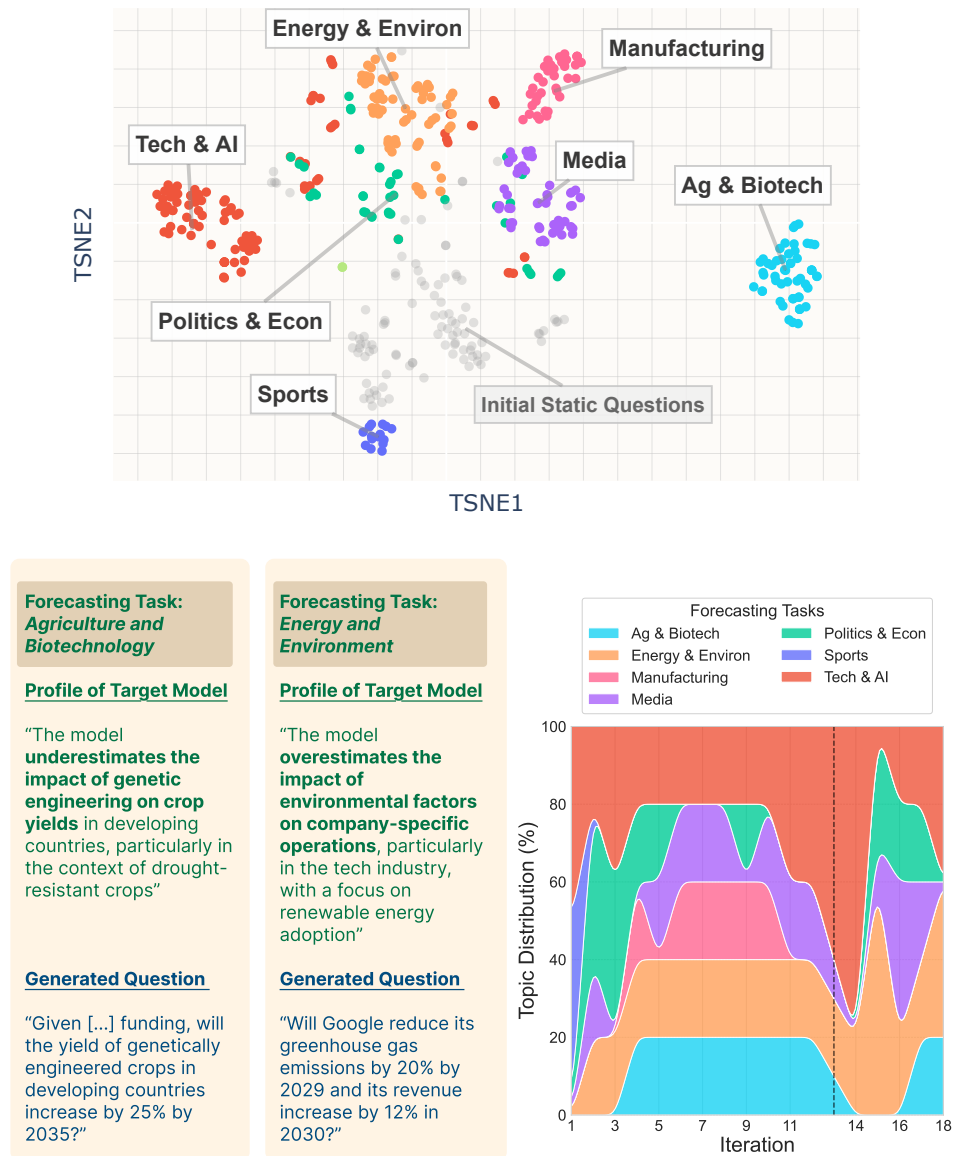 Energy & Environ
Manufacturing
Tech & AI
Media
Ag & Biotech
TSNE2
Politics & Econ
Sports
Initial Static Questions
TSNE1
Forecasting Task:
Agriculture and
Biotechnology
Profile of Target Model
“The model
underestimates the
impact of genetic
engineering on crop
yields in developing
countries, particularly in
the context of drought-
resistant crops”
Generated Question
“Given [...] funding, will
the yield of genetically
engineered crops in
developing countries
increase by 25% by
2035?”
Forecasting Task:
Energy and
Environment
Profile of Target Model
“The model
overestimates the
impact of
environmental factors
on company-specific
operations, particularly
in the tech industry,
with a focus on
renewable energy
adoption”
Generated Question
“Will Google reduce its
greenhouse gas
emissions by 20% by
2029 and its revenue
increase by 12% in
2030?”
Forecasting Tasks
Ag & Biotech
Energy & Environ
Manufacturing
Media
Politics & Econ
Sports
Tech & AI
Topic Distribution (%)
100
80
60
40
20
0
1 3 5 7 9 11 14 16 18
Iteration